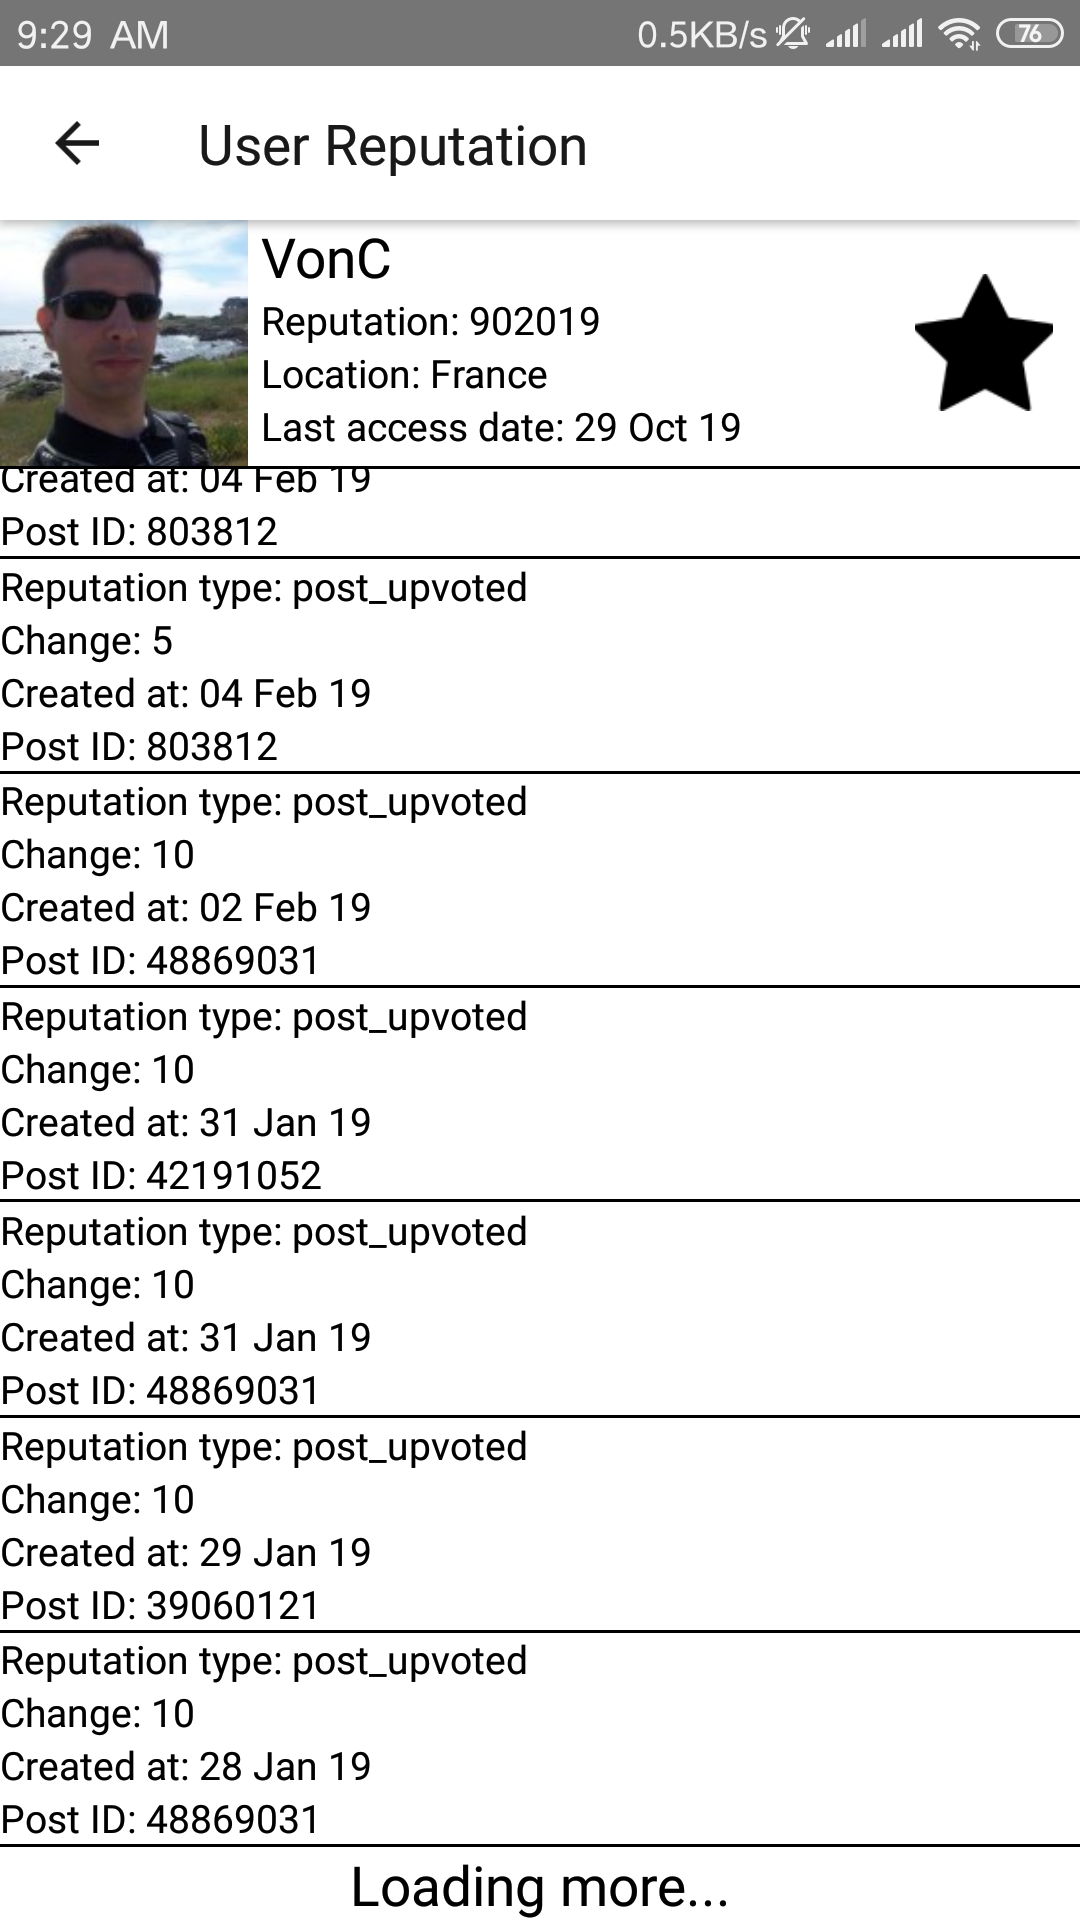 9:29 AM
0.5KB/s
76
User Reputation
VonC
Reputation: 902019
Location: France
Last access date: 29 Oct 19
Created at: 04 Feb 19
Post ID: 803812
Reputation type: post_upvoted
Change: 5
Created at: 04 Feb 19
Post ID: 803812
Reputation type: post_upvoted
Change: 10
Created at: 02 Feb 19
Post ID: 48869031
Reputation type: post_upvoted
Change: 10
Created at: 31 Jan 19
Post ID: 42191052
Reputation type: post_upvoted
Change: 10
Created at: 31 Jan 19
Post ID: 48869031
Reputation type: post_upvoted
Change: 10
Created at: 29 Jan 19
Post ID: 39060121
Reputation type: post_upvoted
Change: 10
Created at: 28 Jan 19
Post ID: 48869031
Loading more...